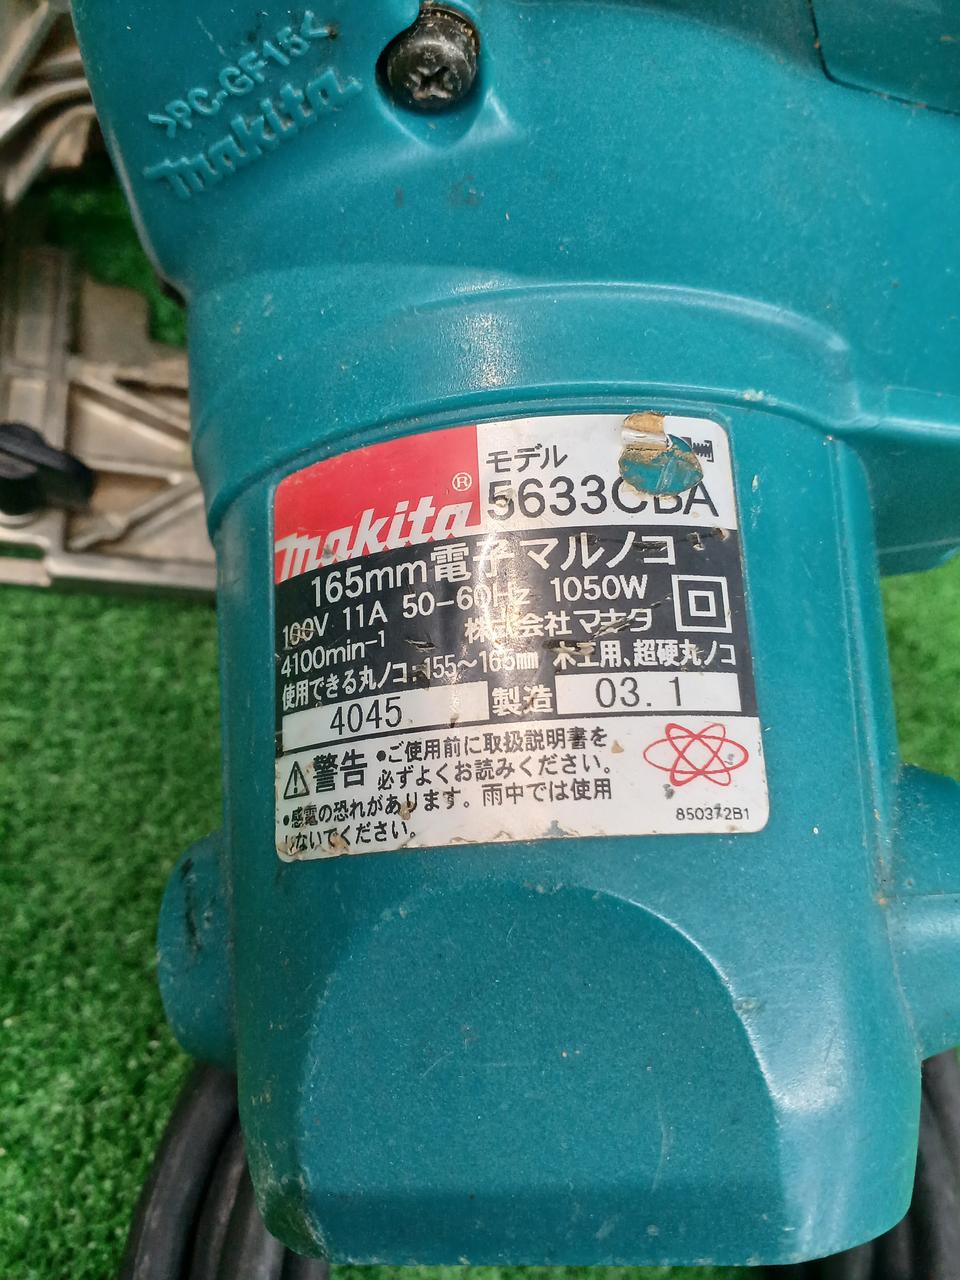 >PC-GF15<
makita
makita®
モデル
5633CBA
165mm電子マルノコ
100V 11A 50-60Hz 1050W
4100min-1 株式会社マキタ
使用できる丸ノコ:155～165mm 木工用、超硬丸ノコ
4045 製造 03.1
警告 •ご使用前に取扱説明書を
必ずよくお読みください。
•感電の恐れがあります。雨中では使用
しないでください。
850372B1